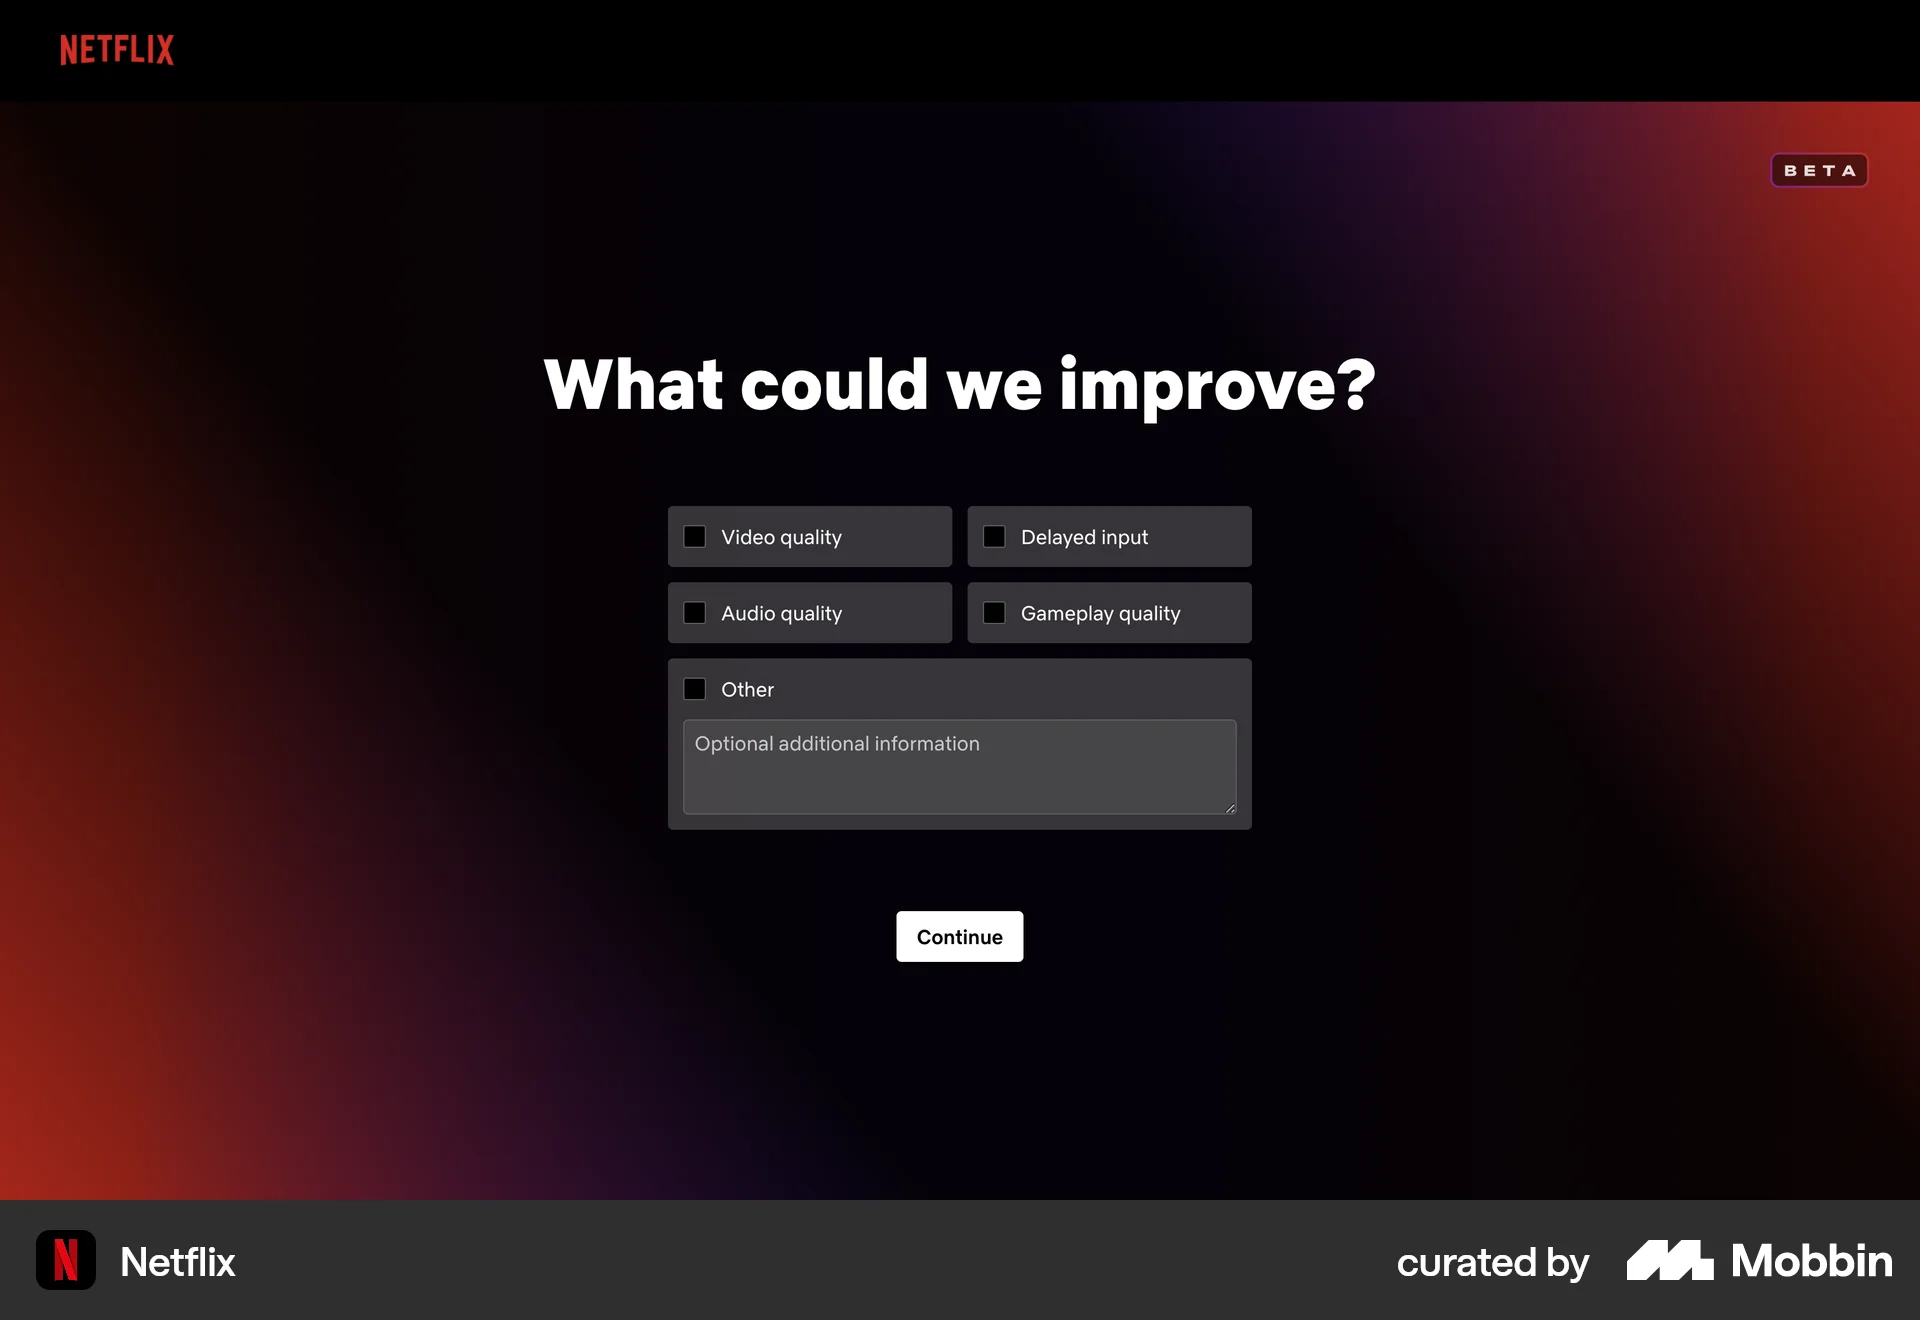 NETFLIX
BETA
What could we improve?
Video quality
Delayed input
Audio quality
Gameplay quality
Other
Optional additional information
Continue
N
Netflix
curated by Mobbin